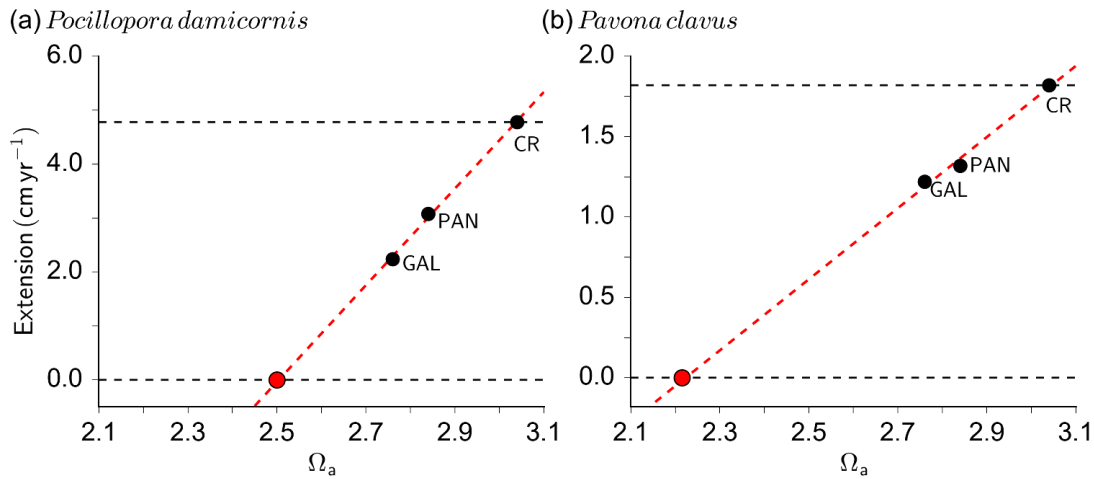 (a) Pocillopora damicornis
6.0
4.0
2.0
0.0
Extension (cm yr⁻¹)
CR
PAN
GAL
2.1 2.3 2.5 2.7 2.9 3.1
Ωₐ
(b) Pavona clavus
2.0
1.5
1.0
0.5
0.0
CR
PAN
GAL
2.1 2.3 2.5 2.7 2.9 3.1
Ωₐ